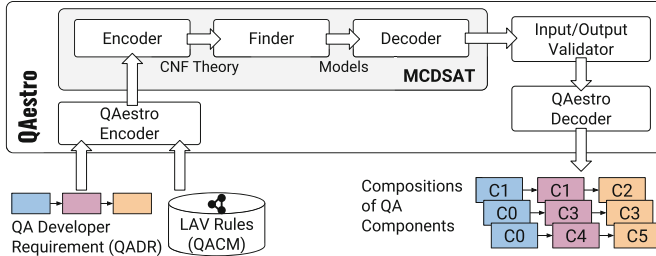 QAestro
Encoder
Finder
Decoder
CNF Theory
Models
MCDSAT
Input/Output
Validator
QAestro
Encoder
QAestro
Decoder
QA Developer
Requirement (QADR)
LAV Rules
(QACM)
Compositions
of QA
Components
C1 C1 C2
C0 C3 C3
C0 C4 C5